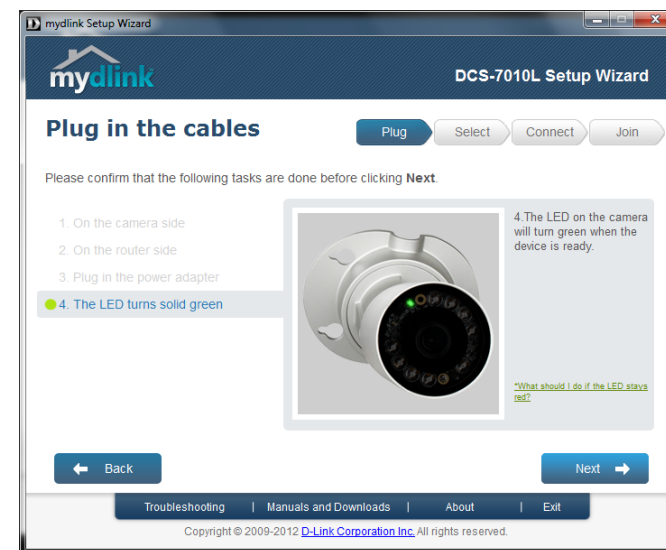 mydlink Setup Wizard
mydlink
DCS-7010L Setup Wizard
Plug in the cables
Plug
Select
Connect
Join
Please confirm that the following tasks are done before clicking Next.
1. On the camera side
2. On the router side
3. Plug in the power adapter
4. The LED turns solid green
4.The LED on the camera
will turn green when the
device is ready.
*What should I do if the LED stays
red?
Back
Next
Troubleshooting | Manuals and Downloads | About | Exit
Copyright © 2009-2012 D-Link Corporation Inc. All rights reserved.